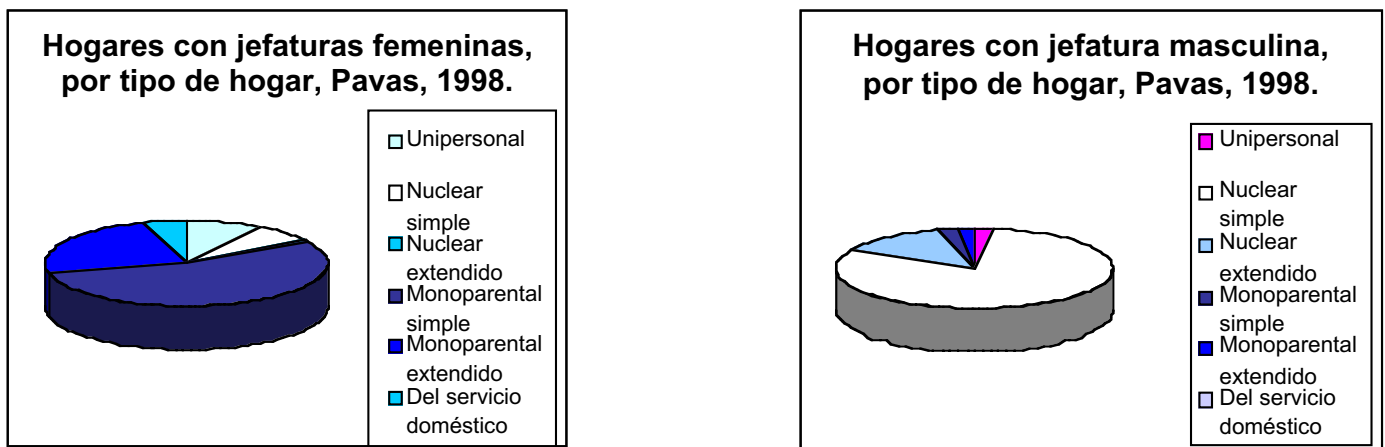 Hogares con jefaturas femeninas,
por tipo de hogar, Pavas, 1998.
Unipersonal
Nuclear
simple
Nuclear
extendido
Monoparental
simple
Monoparental
extendido
Del servicio
doméstico
Hogares con jefatura masculina,
por tipo de hogar, Pavas, 1998.
Unipersonal
Nuclear
simple
Nuclear
extendido
Monoparental
simple
Monoparental
extendido
Del servicio
doméstico